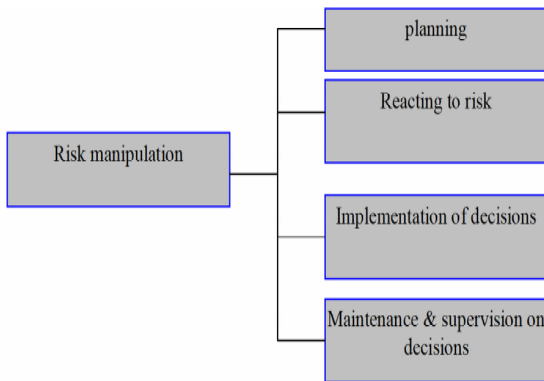 planning
Reacting to risk
Risk manipulation
Implementation of decisions
Maintenance & supervision on
decisions